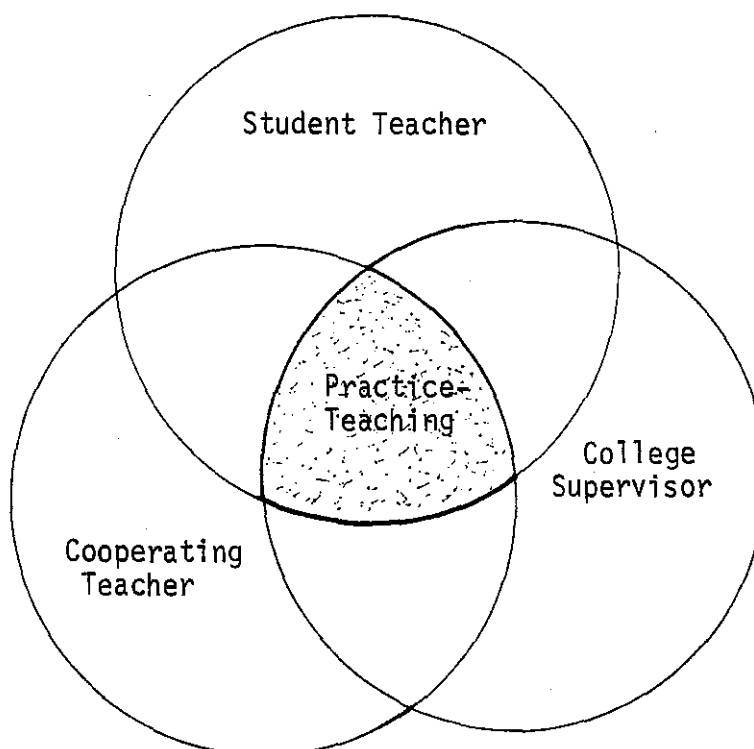 Student Teacher
Practice-
Teaching
College
Supervisor
Cooperating
Teacher